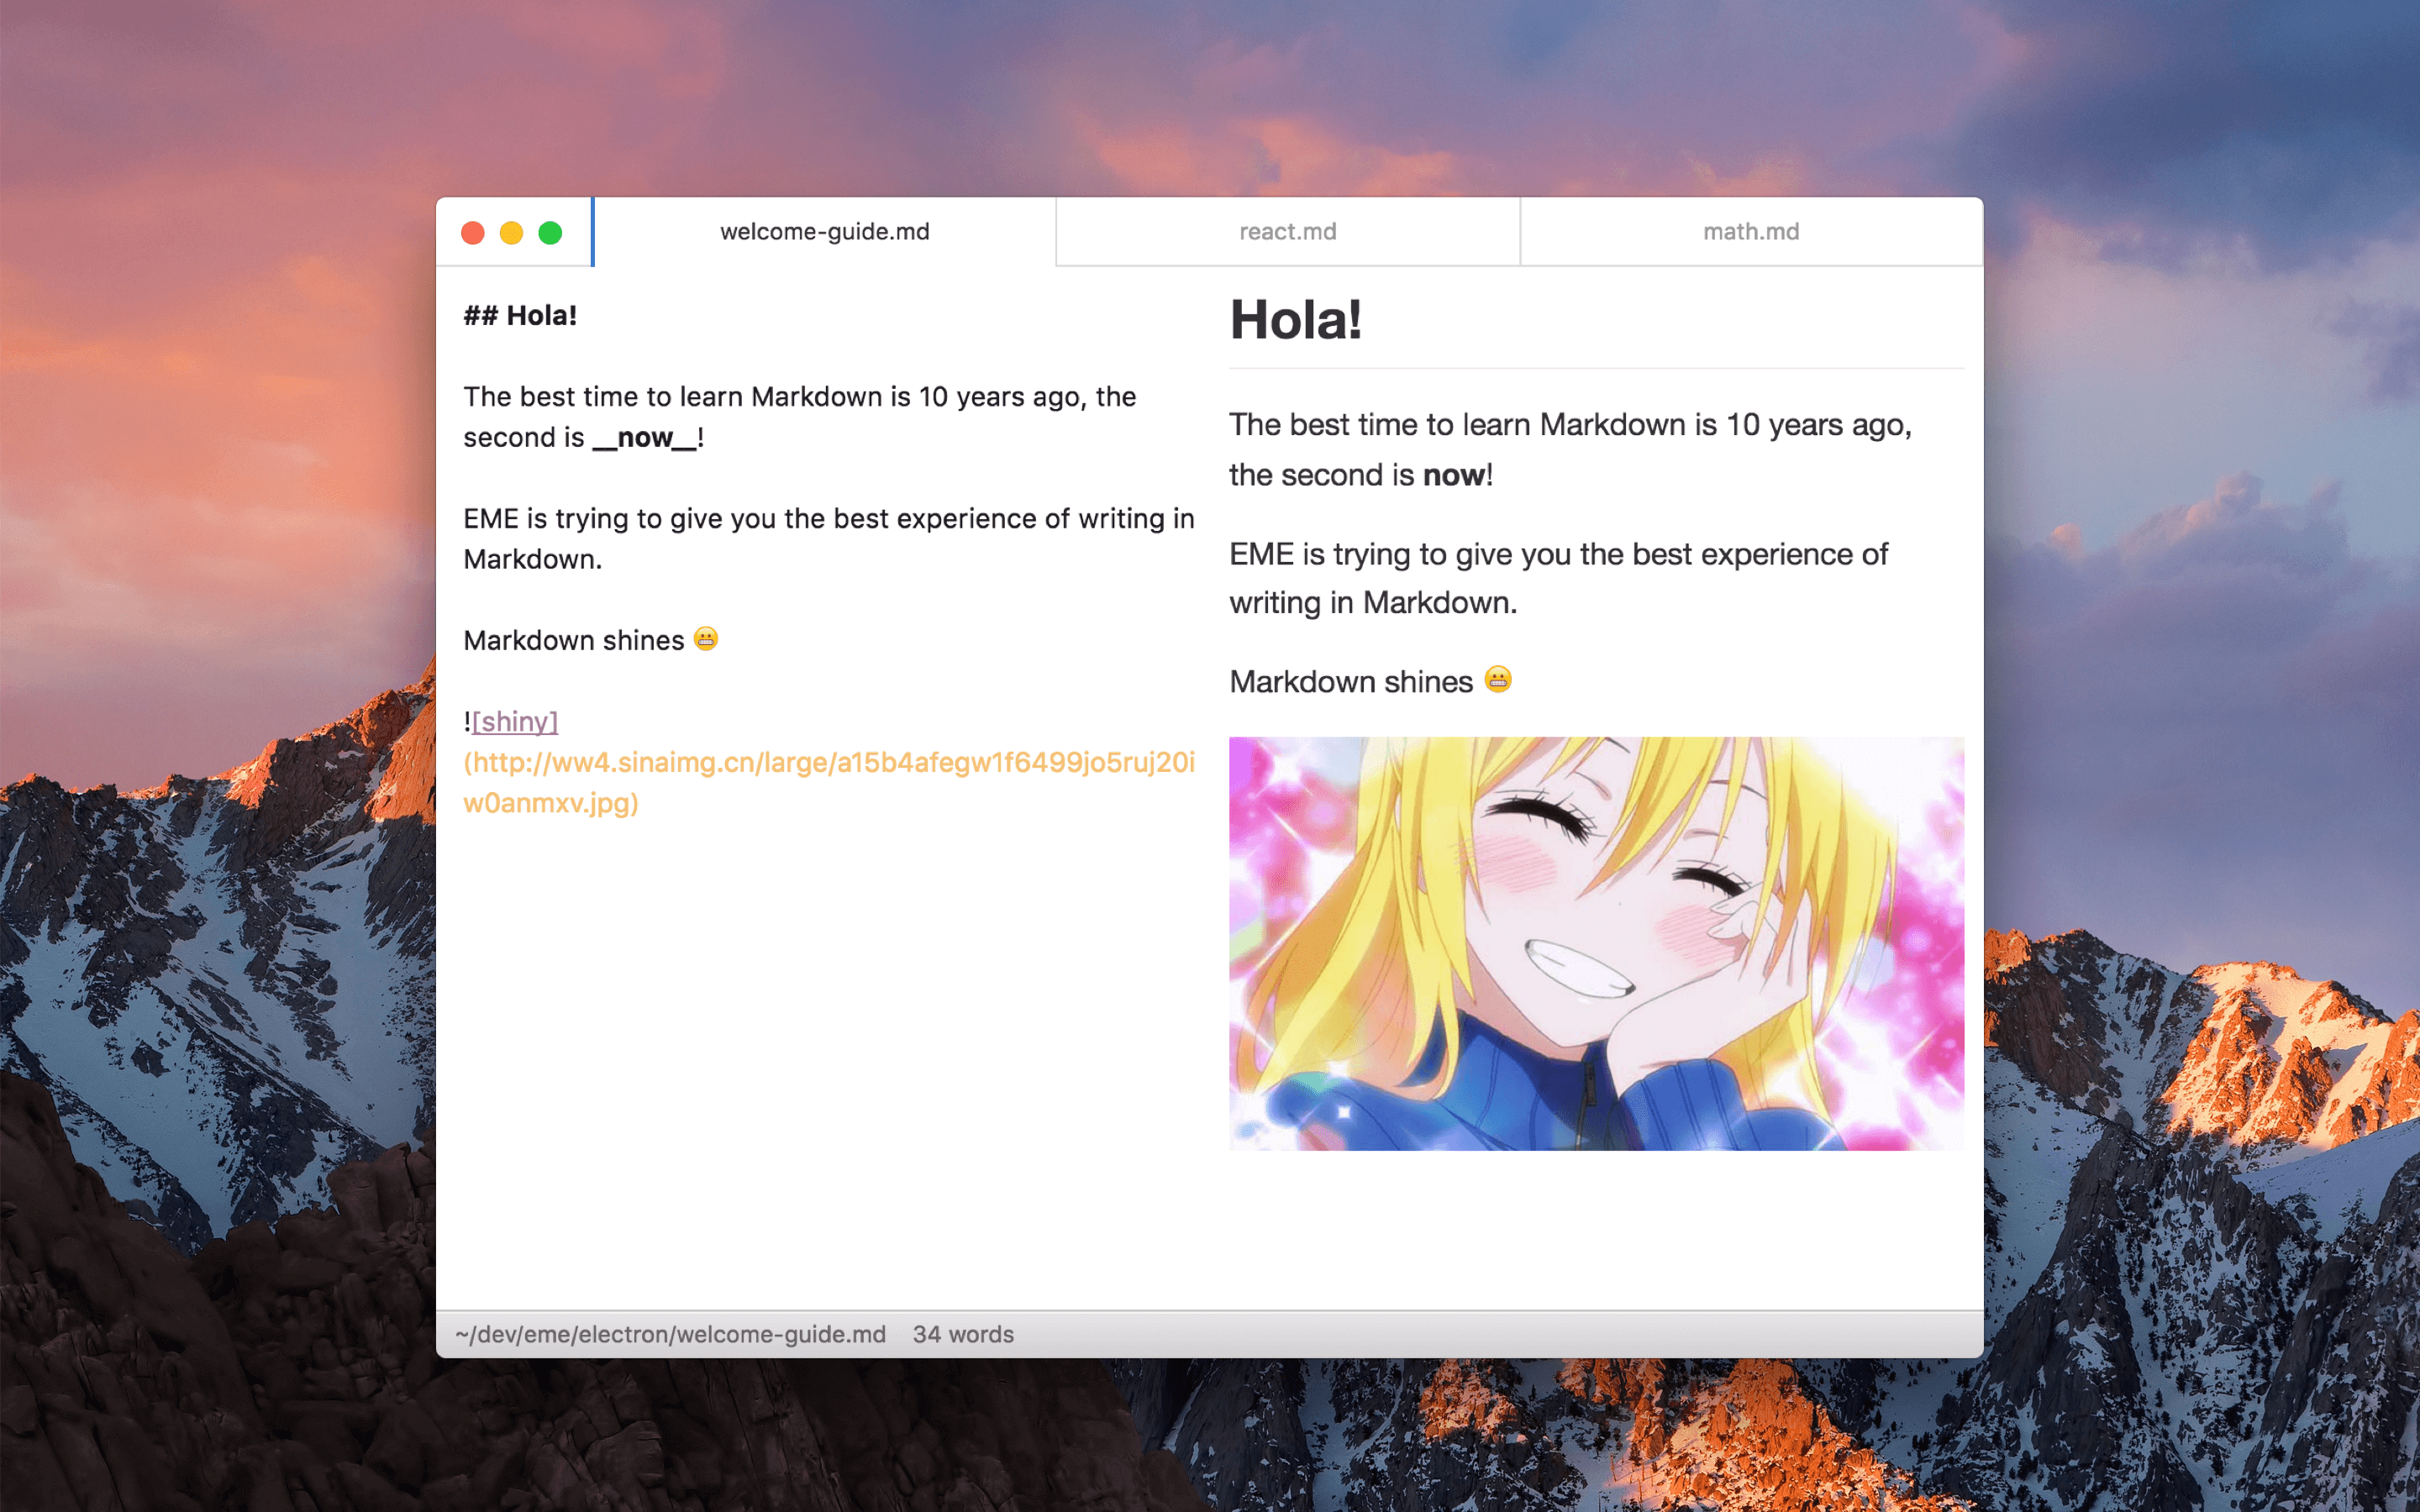 welcome-guide.md
react.md
math.md
## Hola!
The best time to learn Markdown is 10 years ago, the
second is __now__!
EME is trying to give you the best experience of writing in
Markdown.
Markdown shines 😬
![shiny]
(http://ww4.sinaimg.cn/large/a15b4afegw1f6499jo5ruj20i
w0anmxv.jpg)
Hola!
The best time to learn Markdown is 10 years ago,
the second is now!
EME is trying to give you the best experience of
writing in Markdown.
Markdown shines 😬
~/dev/eme/electron/welcome-guide.md 34 words